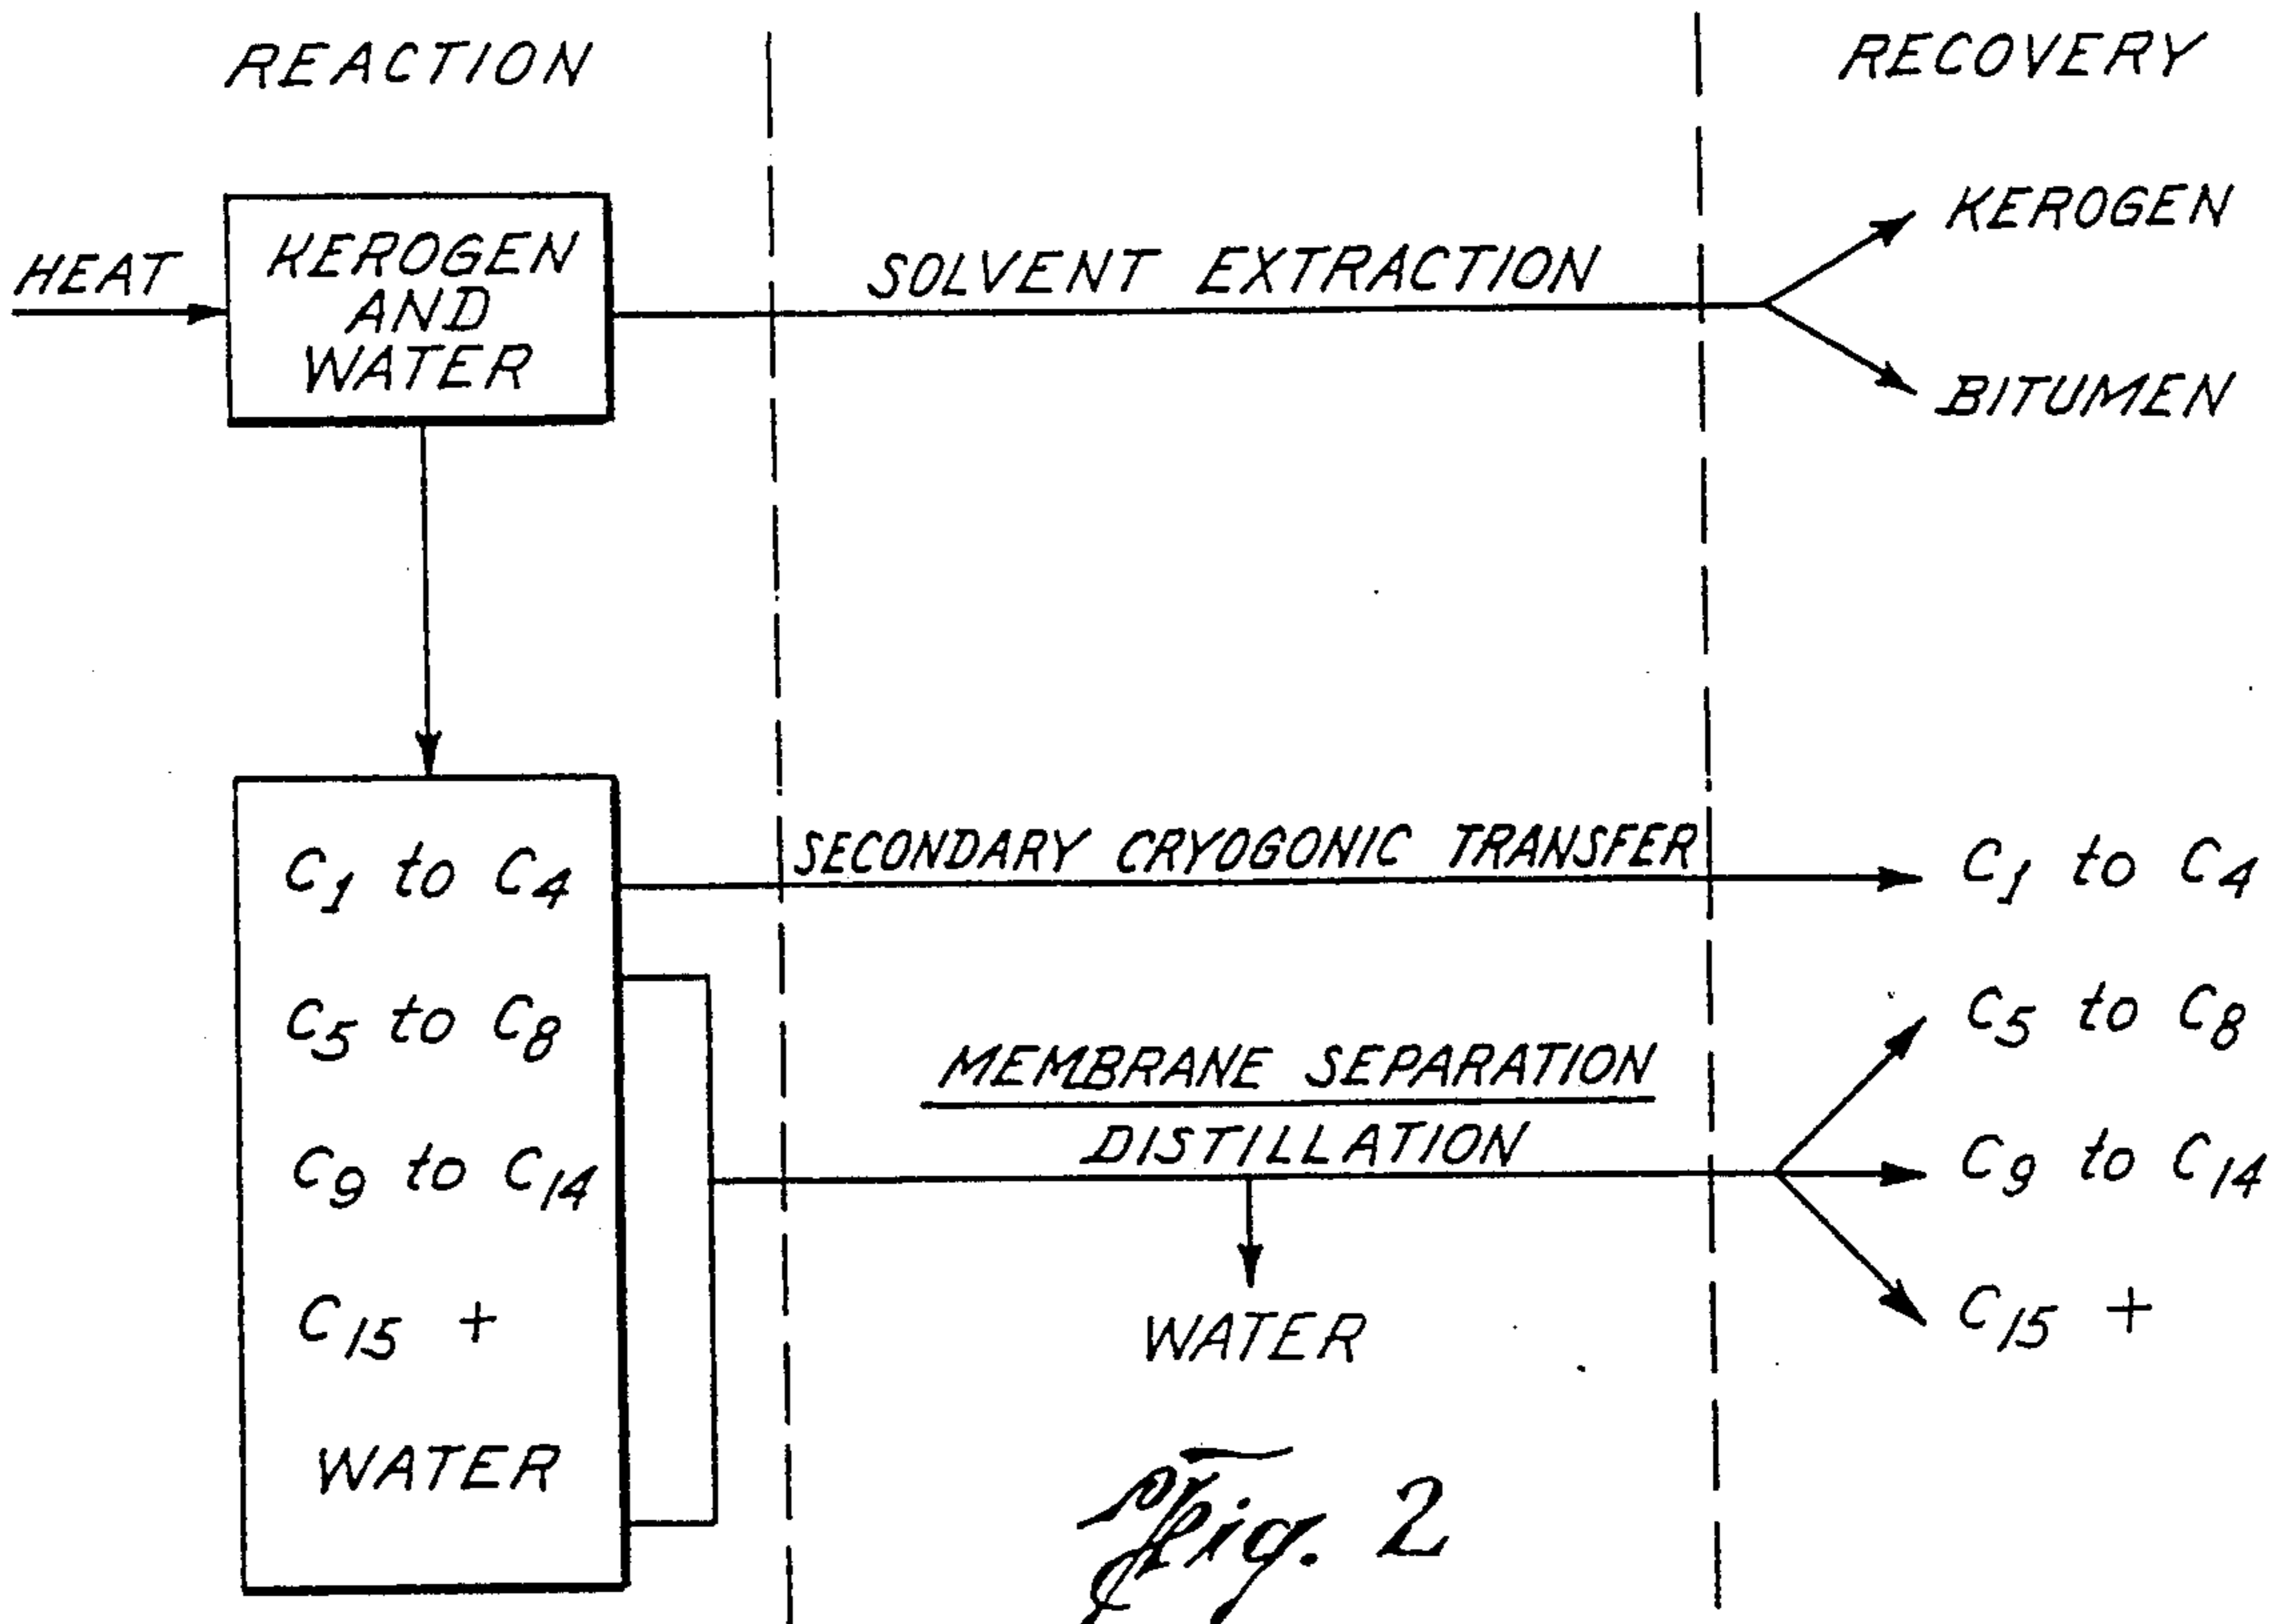 REACTION
RECOVERY
HEAT
KEROGEN
AND
WATER
SOLVENT EXTRACTION
KEROGEN
BITUMEN
C1 to C4
C5 to C8
C9 to C14
C15 +
WATER
SECONDARY CRYOGONIC TRANSFER
MEMBRANE SEPARATION
DISTILLATION
WATER
C1 to C4
C5 to C8
C9 to C14
C15 +
Fig. 2